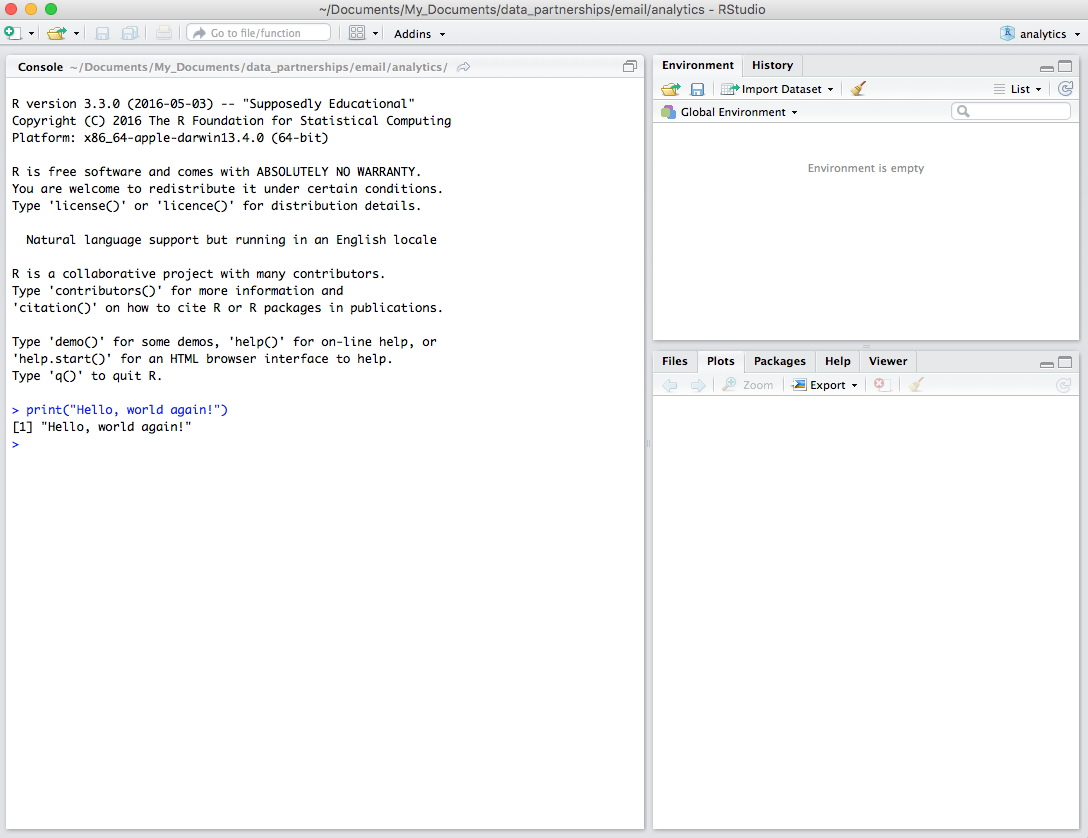 ~/Documents/My_Documents/data_partnerships/email/analytics - RStudio
Go to file/function
Addins
analytics
Console ~/Documents/My_Documents/data_partnerships/email/analytics/
R version 3.3.0 (2016-05-03) -- "Supposedly Educational"
Copyright (C) 2016 The R Foundation for Statistical Computing
Platform: x86_64-apple-darwin13.4.0 (64-bit)
R is free software and comes with ABSOLUTELY NO WARRANTY.
You are welcome to redistribute it under certain conditions.
Type 'license()' or 'licence()' for distribution details.
Natural language support but running in an English locale
R is a collaborative project with many contributors.
Type 'contributors()' for more information and
'citation()' on how to cite R or R packages in publications.
Type 'demo()' for some demos, 'help()' for on-line help, or
'help.start()' for an HTML browser interface to help.
Type 'q()' to quit R.
> print("Hello, world again!")
[1] "Hello, world again!"
>
Environment History
Import Dataset List
Global Environment
Environment is empty
Files Plots Packages Help Viewer
Zoom Export